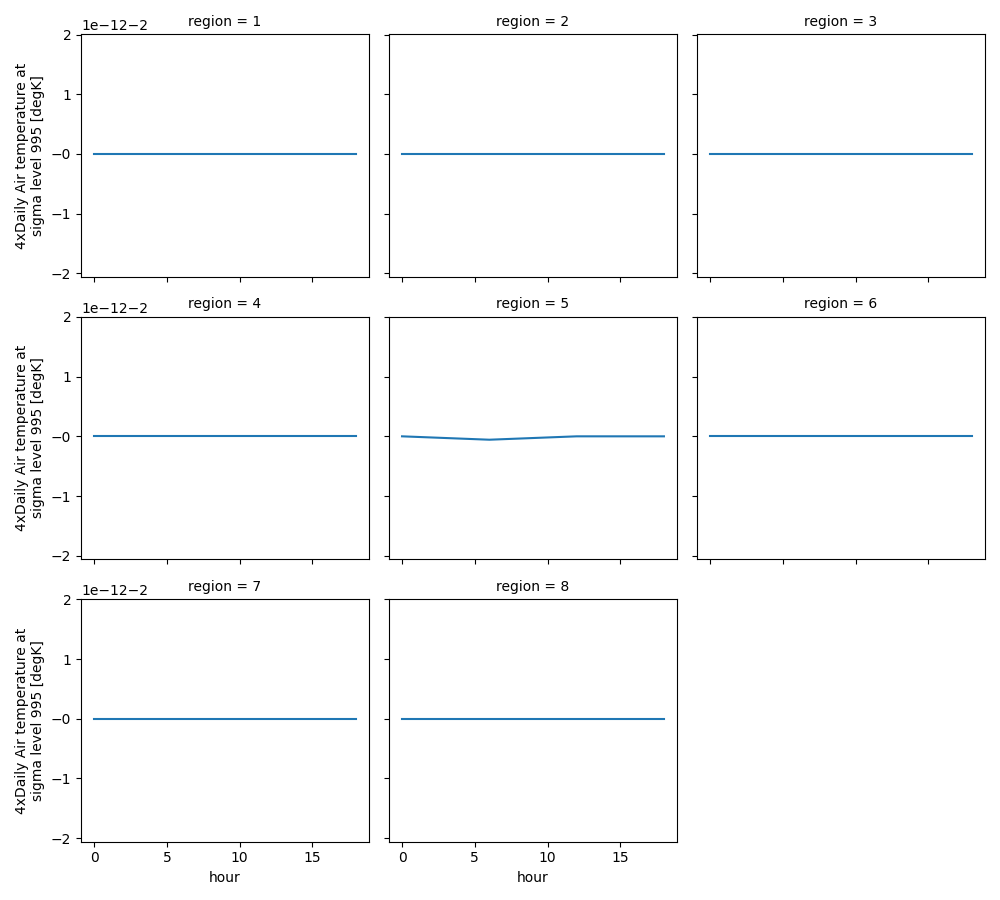 region = 1
region = 2
region = 3
1e−12−2
2
1
−0
−1
−2
4xDaily Air temperature at
sigma level 995 [degK]
region = 4
region = 5
region = 6
1e−12−2
2
1
−0
−1
−2
4xDaily Air temperature at
sigma level 995 [degK]
region = 7
region = 8
1e−12−2
2
1
−0
−1
−2
4xDaily Air temperature at
sigma level 995 [degK]
0 5 10 15
hour
0 5 10 15
hour